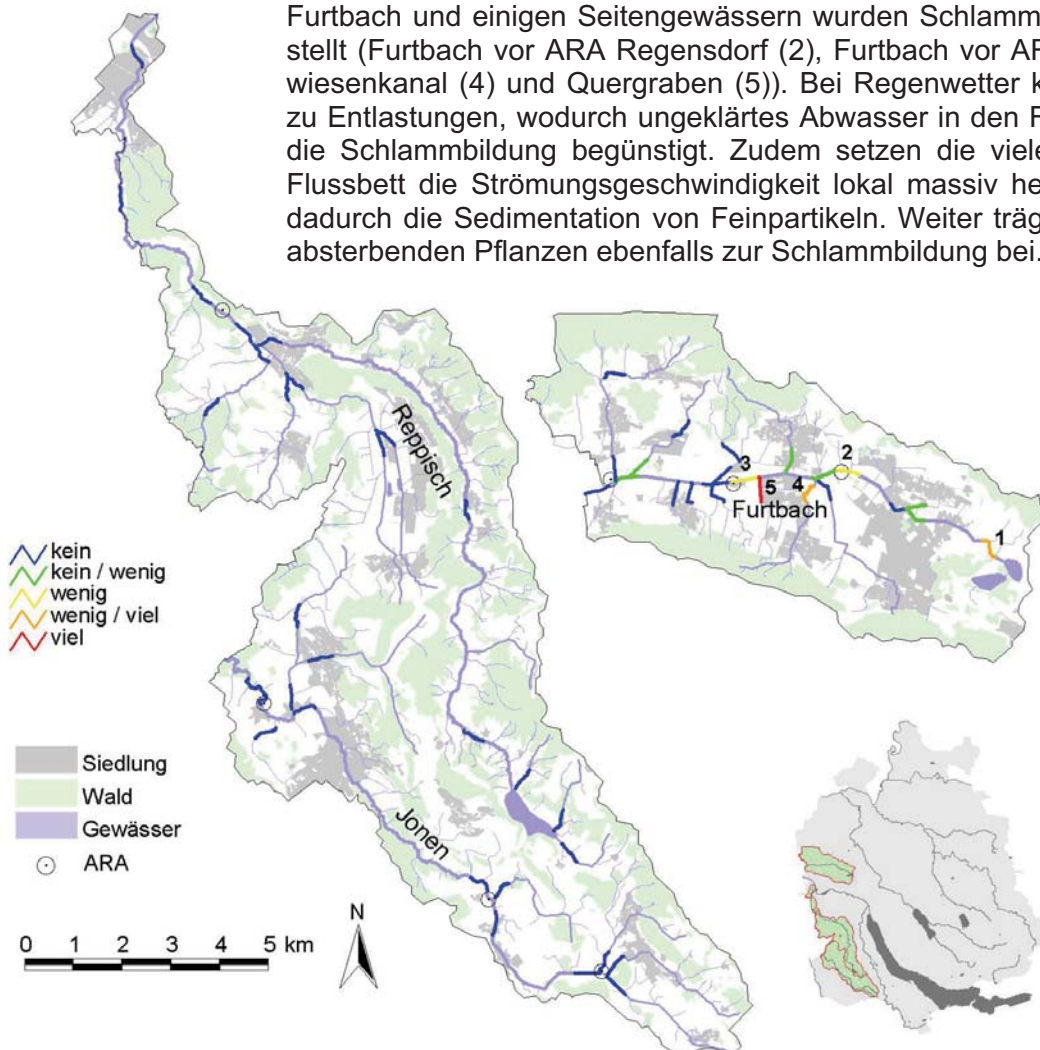 Furtbach und einigen Seitengewässern wurden Schlamm
stellt (Furtbach vor ARA Regensdorf (2), Furtbach vor
wiesenkanal (4) und Quergraben (5)). Bei Regenwetter
zu Entlastungen, wodurch ungeklärtes Abwasser in den
die Schlammbildung begünstigt. Zudem setzen die
Flussbett die Strömungsgeschwindigkeit lokal massiv
dadurch die Sedimentation von Feinpartikeln. Weiter
absterbenden Pflanzen ebenfalls zur Schlammbildung bei.
Reppisch
2
3
5
4
Furtbach
1
kein
kein / wenig
wenig
wenig / viel
viel
Siedlung
Wald
Gewässer
ARA
Jonen
N
0 1 2 3 4 5 km